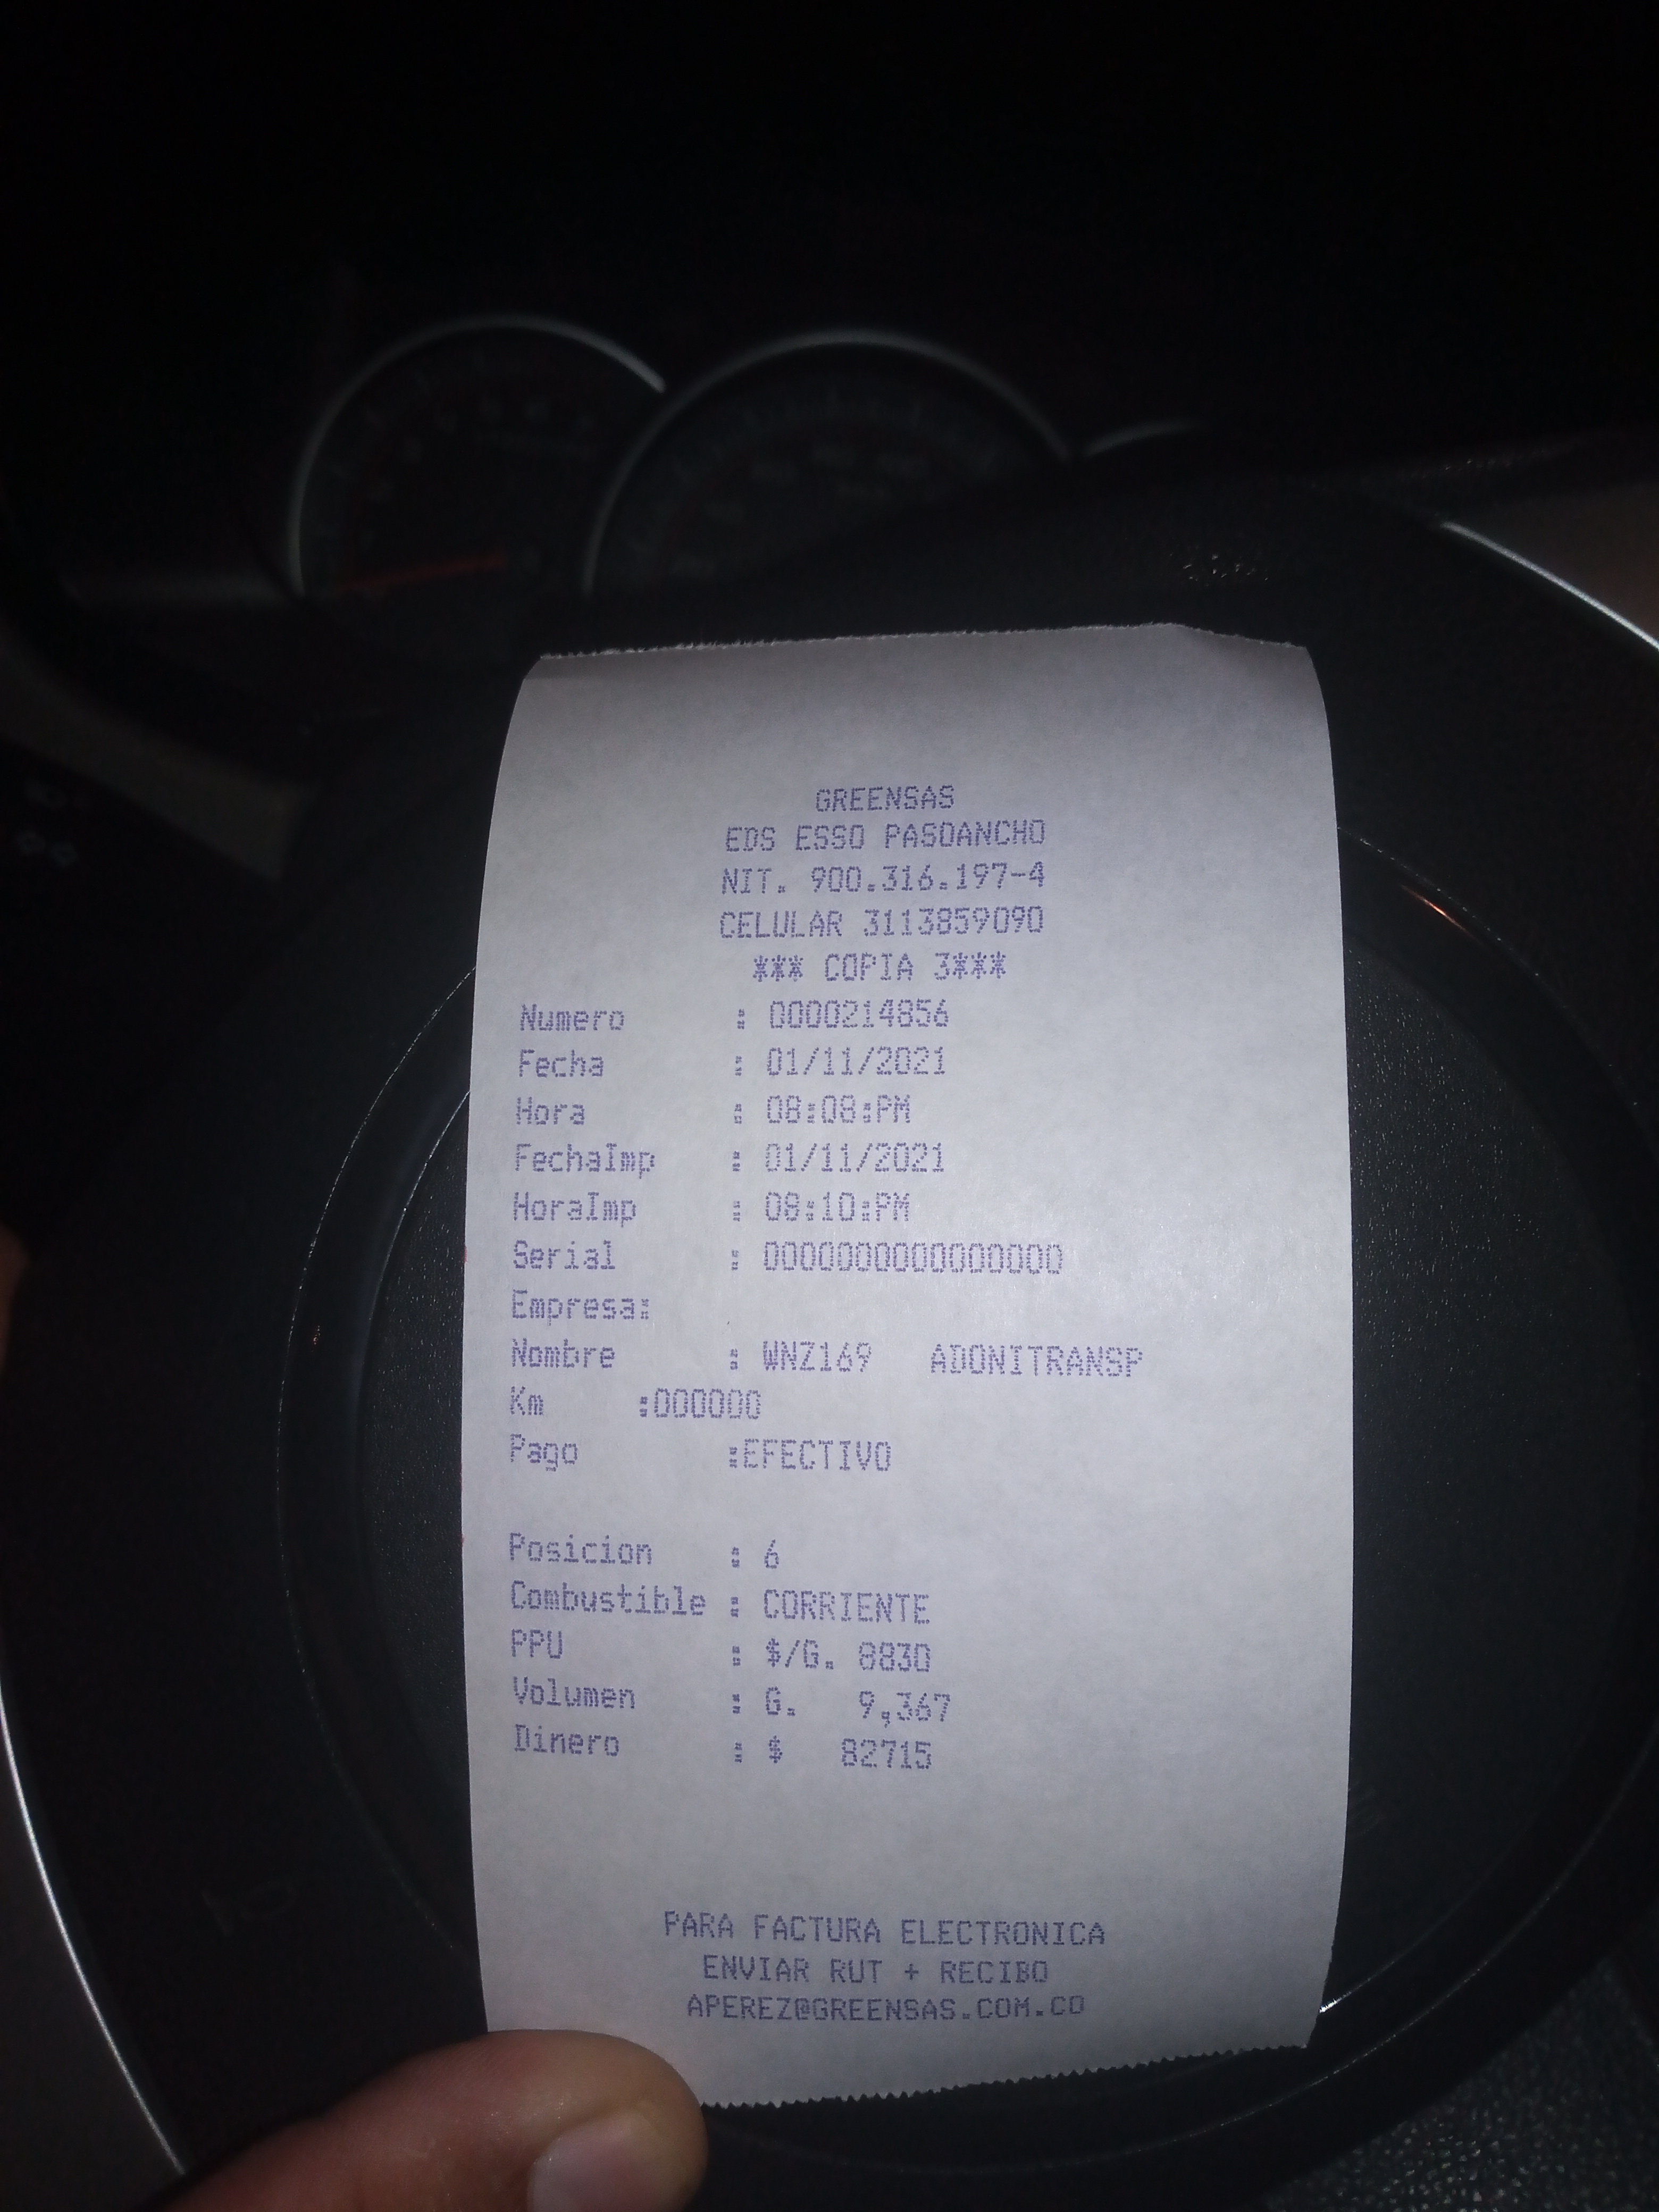 GREENSAS
EDS ESSO PASOANCHO
NIT. 900.316.197-4
CELULAR 3113859090
*** COPIA 3***
Numero : 0000214856
Fecha : 01/11/2021
Hora : 08:08:PM
FechaImp : 01/11/2021
HoraImp : 08:10:PM
Serial : 0000000000000000
Empresa:
Nombre : WNZ169 ADONITRANSP
Km :000000
Pago :EFECTIVO
Posicion : 6
Combustible : CORRIENTE
PPU : $/G. 8830
Volumen : G. 9,367
Dinero : $ 82715
PARA FACTURA ELECTRONICA
ENVIAR RUT + RECIBO
APEREZ@GREENSAS.COM.CO